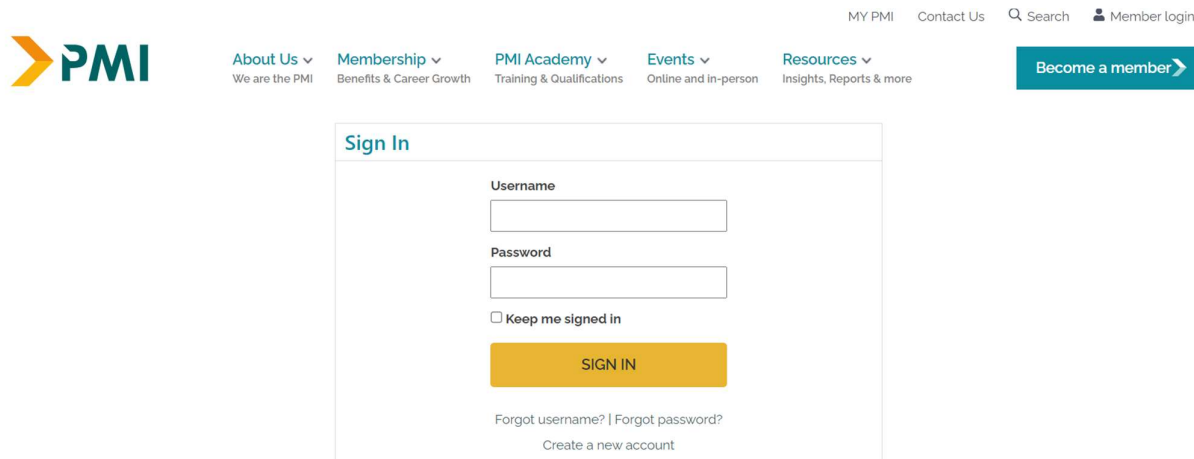 MY PMI Contact Us Search Member login
PMI
About Us Membership PMI Academy Events Resources
We are the PMI Benefits & Career Growth Training & Qualifications Online and in-person Insights, Reports & more
Become a member
Sign In
Username
Password
Keep me signed in
SIGN IN
Forgot username? | Forgot password?
Create a new account